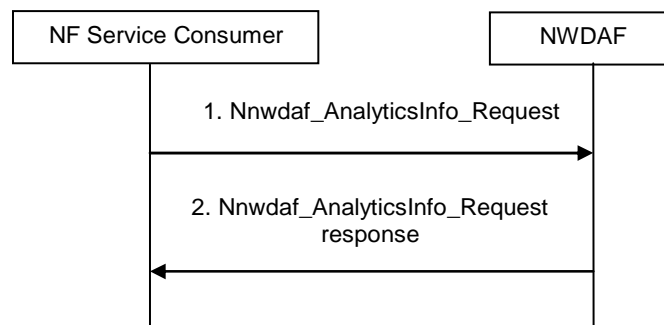 NF Service Consumer
NWDAF
1. Nnwdaf_AnalyticsInfo_Request
2. Nnwdaf_AnalyticsInfo_Request
response